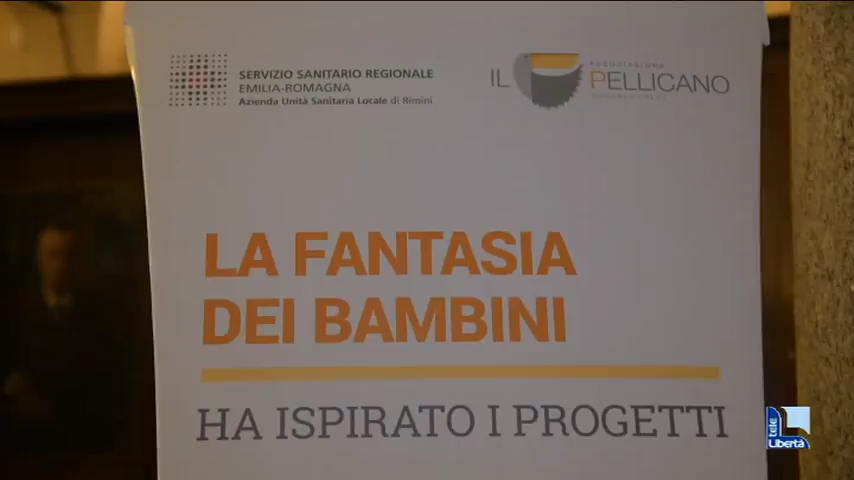 SERVIZIO SANITARIO REGIONALE
EMILIA-ROMAGNA
Azienda Unità Sanitaria Locale di Rimini
ASSOCIAZIONE
IL PELLICANO
LA FANTASIA
DEI BAMBINI
HA ISPIRATO I PROGETTI
tele
Libertà